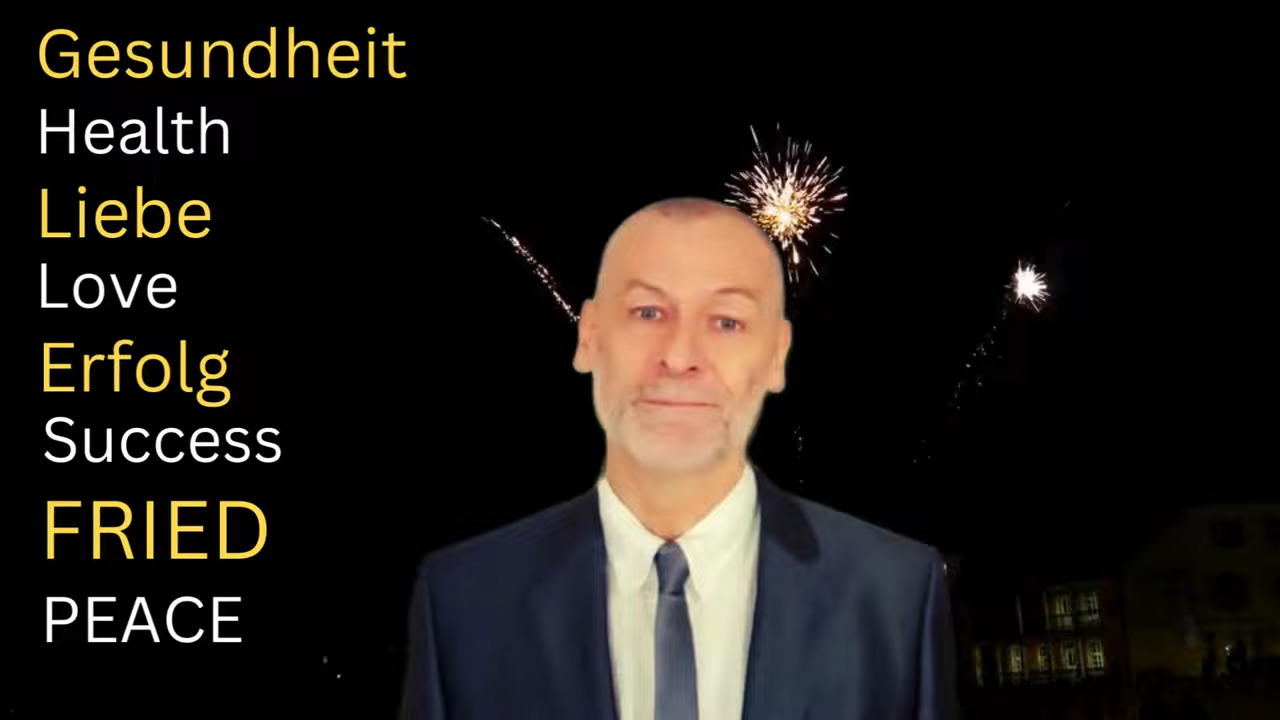 Gesundheit
Health
Liebe
Love
Erfolg
Success
FRIED
PEACE